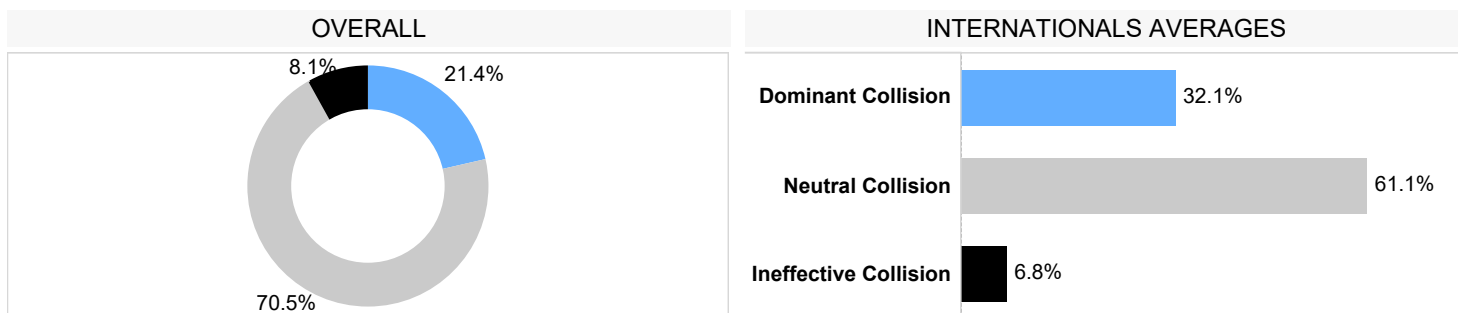 OVERALL
8.1%
21.4%
70.5%
INTERNATIONALS AVERAGES
Dominant Collision 32.1%
Neutral Collision 61.1%
Ineffective Collision 6.8%